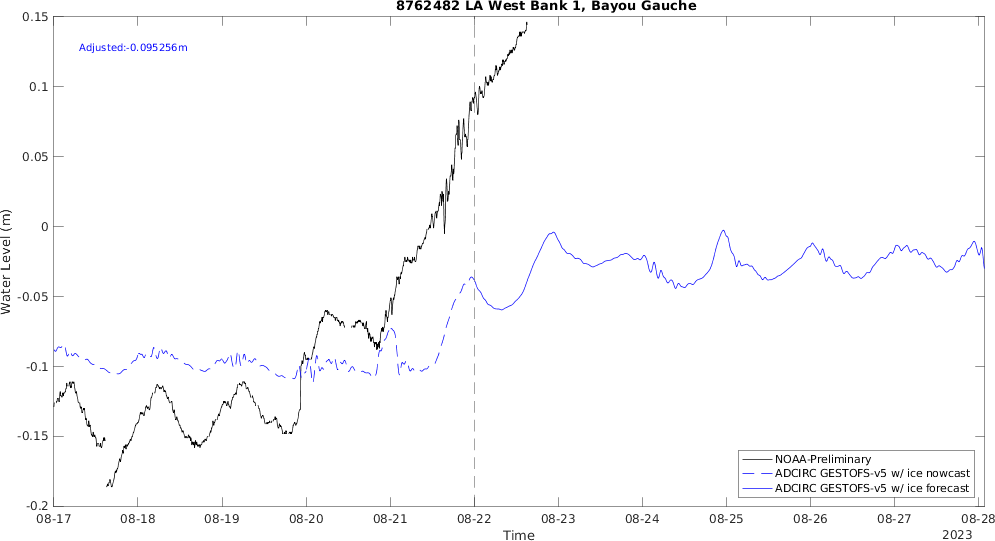 8762482 LA West Bank 1, Bayou Gauche
Adjusted:-0.095256m
Water Level (m)
0.15
0.1
0.05
0
-0.05
-0.1
-0.15
-0.2
NOAA-Preliminary
ADCIRC GESTOFS-v5 w/ ice nowcast
ADCIRC GESTOFS-v5 w/ ice forecast
08-17 08-18 08-19 08-20 08-21 08-22 08-23 08-24 08-25 08-26 08-27 08-28
Time
2023